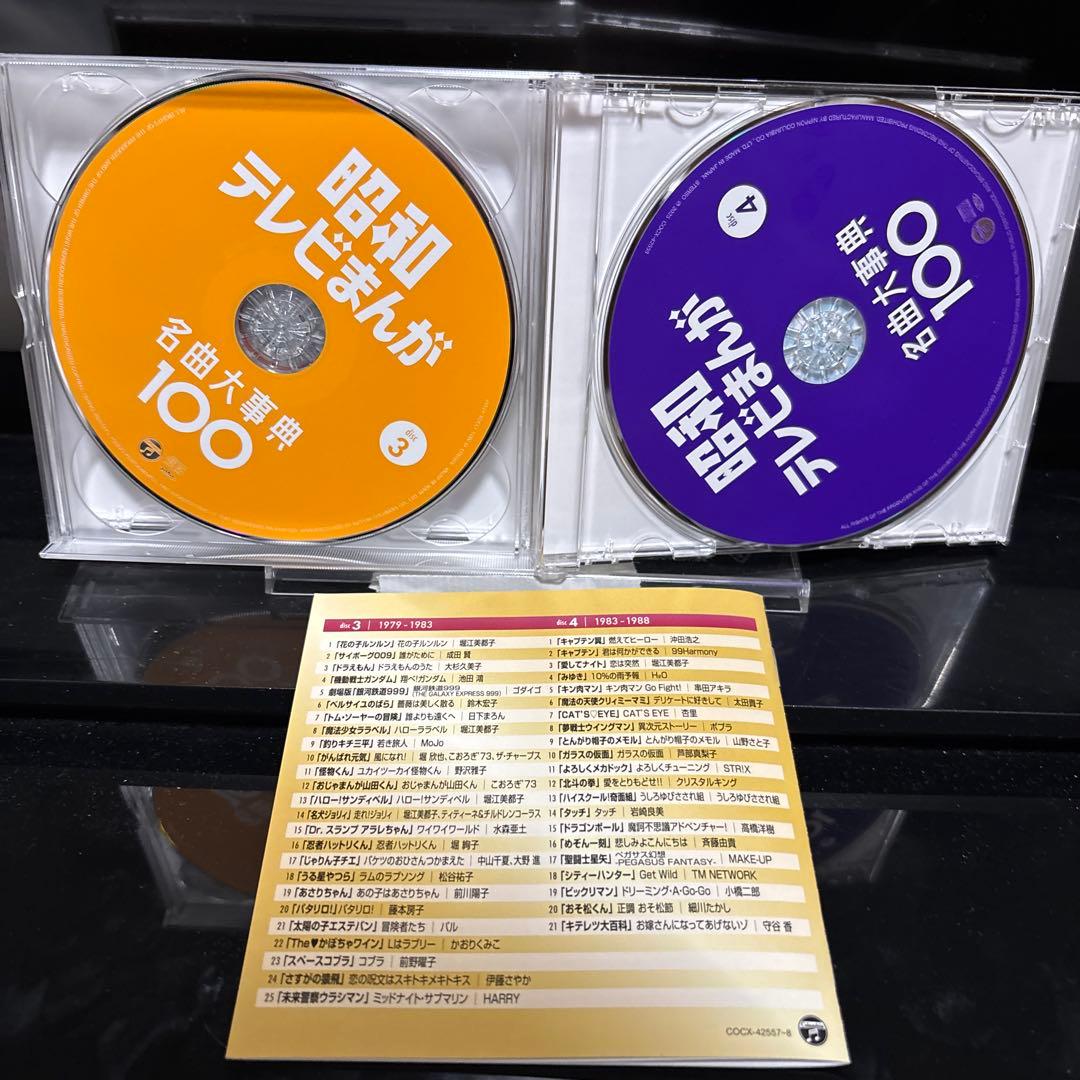 昭和
テレビまんが
名曲大事典
100
disc 3
昭和
テレビまんが
名曲大事典
100
disc 4
disc 3 | 1979-1983
1「花の子ルンルン」花の子ルンルン | 堀江美都子
2「サイボーグ009」誰がために | 成田 賢
3「ドラえもん」ドラえもんのうた | 大杉久美子
4「機動戦士ガンダム」翔べ!ガンダム | 池田 鴻
5 劇場版「銀河鉄道999」銀河鉄道999 (THE GALAXY EXPRESS 999) | ゴダイゴ
6「ベルサイユのばら」薔薇は美しく散る | 鈴木宏子
7「トム・ソーヤーの冒険」誰よりも遠くへ | 日下まろん
8「魔法少女ララベル」ハローララベル | 堀江美都子
9「釣りキチ三平」若き旅人 | MoJo
10「がんばれ元気」風になれ! | 堀 欣也、こおろぎ'73、ザ・チャープス
11「怪物くん」ユカイツーカイ怪物くん | 野沢雅子
12「おじゃまんが山田くん」おじゃまんが山田くん | こおろぎ'73
13「ハロー!サンディベル」ハロー!サンディベル | 堀江美都子
14「名犬ジョリィ」走れ!ジョリィ | 堀江美都子、ティティーネ&チルドレンコーラス
15「Dr. スランプ アラレちゃん」ワイワイワールド | 水森亜土
16「忍者ハットリくん」忍者ハットリくん | 堀 絢子
17「じゃりん子チエ」バケツのおひさんつかまえた | 中山千夏、大野 進
18「うる星やつら」ラムのラブソング | 松谷祐子
19「あさりちゃん」あの子はあさりちゃん | 前川陽子
20「パタリロ!」パタリロ! | 藤本房子
21「太陽の子エステバン」冒険者たち | パル
22「The♥かぼちゃワイン」Lはラブリー | かおりくみこ
23「スペースコブラ」コブラ | 前野曜子
24「さすがの猿飛」恋の呪文はスキトキメキトキス | 伊藤さやか
25「未来警察ウラシマン」ミッドナイト・サブマリン | HARRY
disc 4 | 1983-1988
1「キャプテン翼」燃えてヒーロー | 沖田浩之
2「キャプテン」君は何かができる | 99Harmony
3「愛してナイト」恋は突然 | 堀江美都子
4「みゆき」10%の雨予報 | H₂O
5「キン肉マン」キン肉マン Go Fight! | 串田アキラ
6「魔法の天使クリィミーマミ」デリケートに好きして | 太田貴子
7「CAT'S♡EYE」CAT'S EYE | 杏里
8「夢戦士ウイングマン」異次元ストーリー | ポプラ
9「とんがり帽子のメモル」とんがり帽子のメモル | 山野さと子
10「ガラスの仮面」ガラスの仮面 | 芦部真梨子
11「よろしくメカドック」よろしくチューニング | STR!X
12「北斗の拳」愛をとりもどせ!! | クリスタルキング
13「ハイスクール!奇面組」うしろゆびさされ組 | うしろゆびさされ組
14「タッチ」タッチ | 岩崎良美
15「ドラゴンボール」魔訶不思議アドベンチャー! | 高橋洋樹
16「めぞん一刻」悲しみよこんにちは | 斉藤由貴
17「聖闘士星矢」ペガサス幻想 -PEGASUS FANTASY- | MAKE-UP
18「シティーハンター」Get Wild | TM NETWORK
19「ビックリマン」ドリーミング・A・Go-Go | 小橋二郎
20「おそ松くん」正調 おそ松節 | 細川たかし
21「キテレツ大百科」お嫁さんになってあげないゾ | 守谷 香
COCX-42557~8